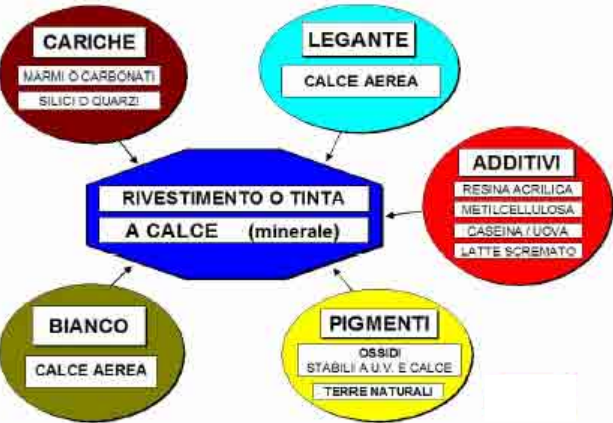 CARICHE
MARMI O CARBONATI
SILICI O QUARZI
LEGANTE
CALCE AEREA
ADDITIVI
RESINA ACRILICA
METILCELLULOSA
CASEINA / UOVA
LATTE SCREMATO
RIVESTIMENTO O TINTA
A CALCE (minerale)
BIANCO
CALCE AEREA
PIGMENTI
OSSIDI
STABILI A U.V. E CALCE
TERRE NATURALI